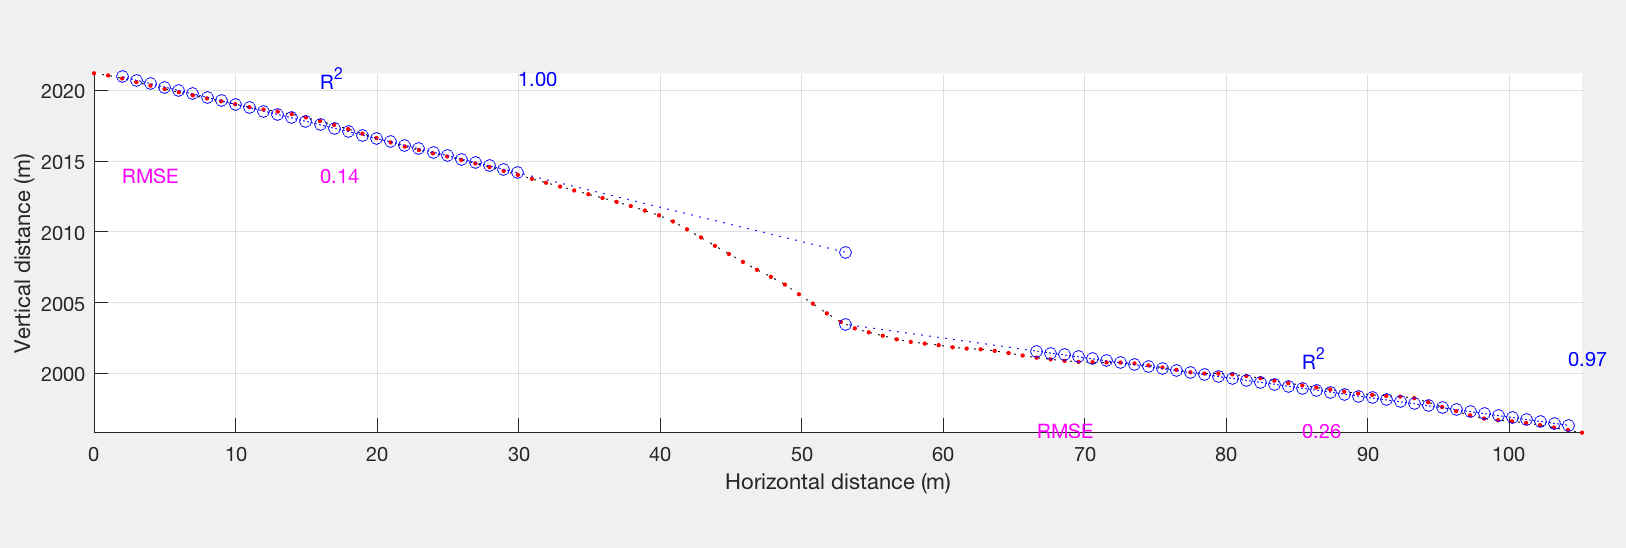 R² 1.00
2020
2015
RMSE 0.14
2010
2005
R² 0.97
2000
RMSE 0.26
0 10 20 30 40 50 60 70 80 90 100
Horizontal distance (m)
Vertical distance (m)